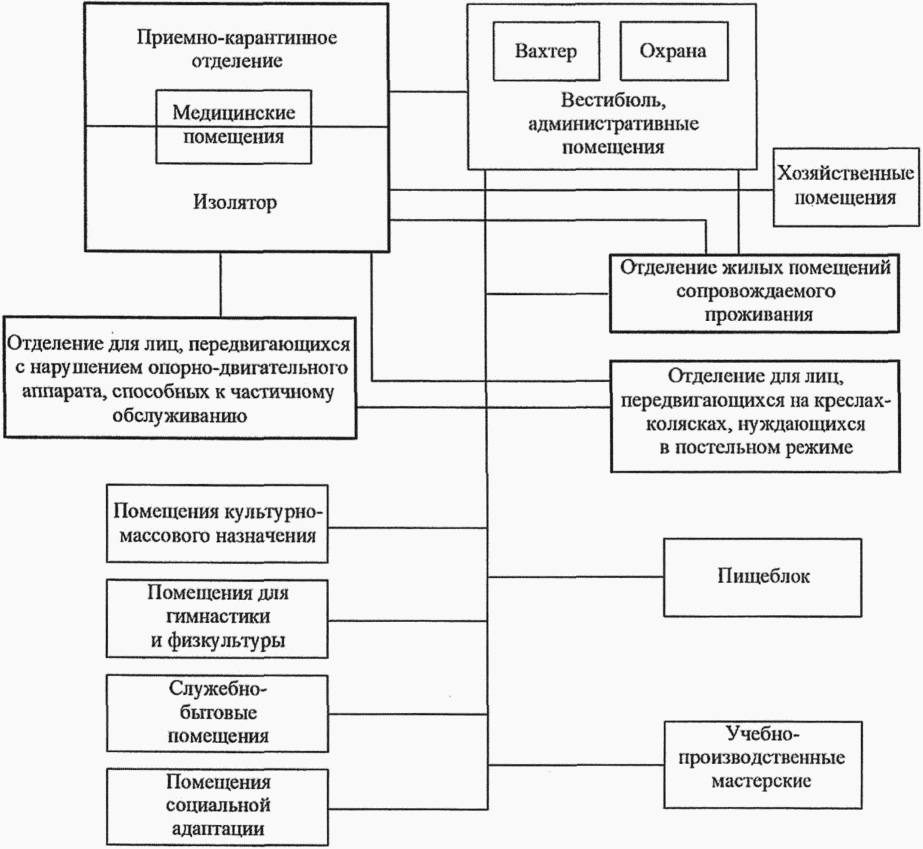 Приемно-карантинное
отделение
Медицинские
помещения
Изолятор
Вахтер
Охрана
Вестибюль,
административные
помещения
Хозяйственные
помещения
Отделение жилых помещений
сопровождаемого
проживания
Отделение для лиц, передвигающихся
с нарушением опорно-двигательного
аппарата, способных к частичному
обслуживанию
Отделение для лиц,
передвигающихся на креслах-
колясках, нуждающихся
в постельном режиме
Помещения культурно-
массового назначения
Помещения для
гимнастики
и физкультуры
Служебно-
бытовые
помещения
Помещения
социальной
адаптации
Пищеблок
Учебно-
производственные
мастерские